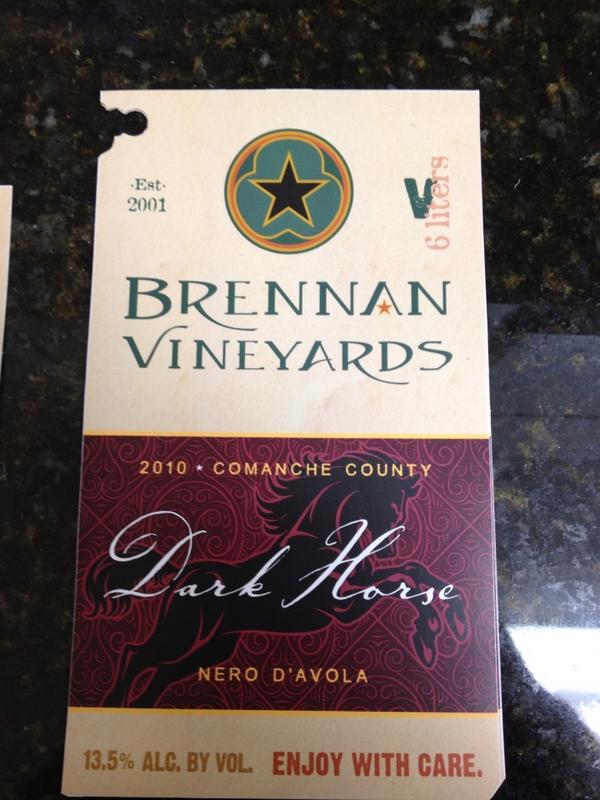 ·Est·
2001
V
6 liters
BRENNAN
VINEYARDS
2010 ★ COMANCHE COUNTY
Dark Horse
NERO D'AVOLA
13.5% ALC. BY VOL. ENJOY WITH CARE.